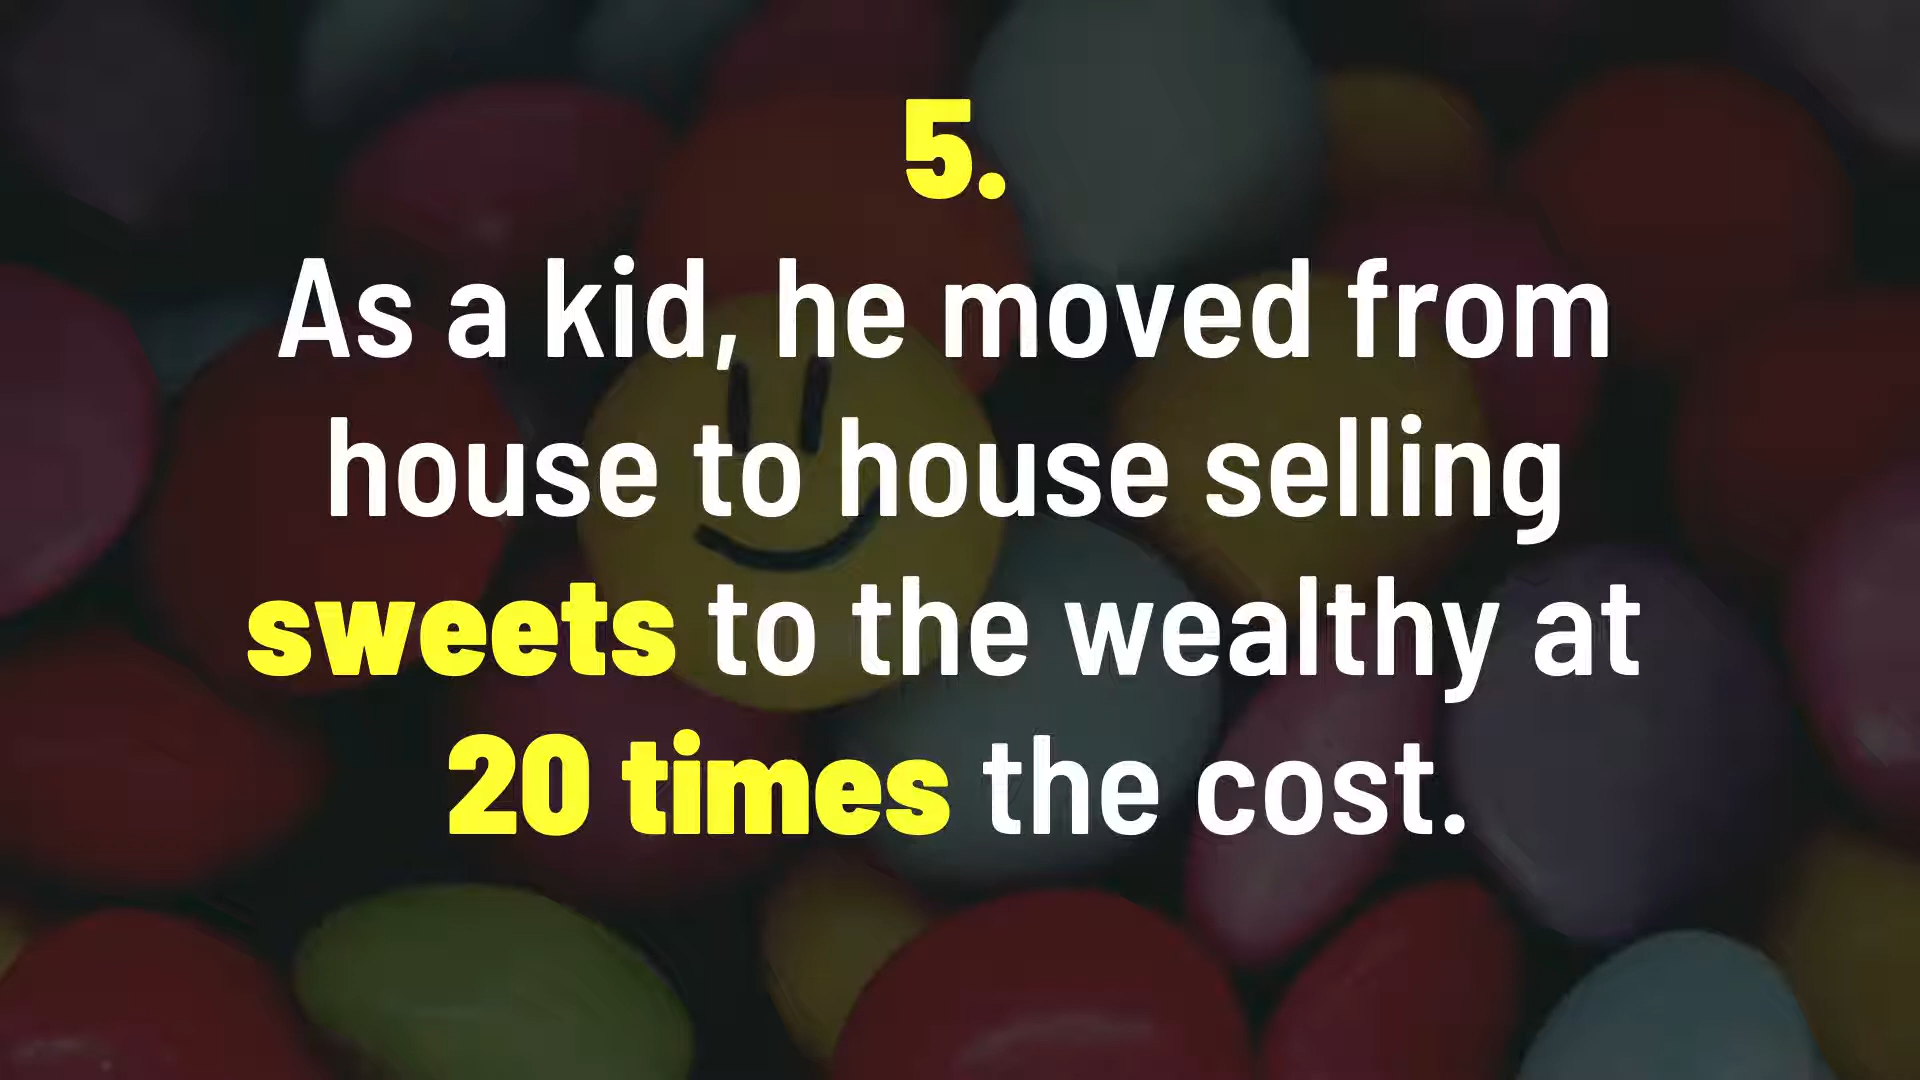 5.
As a kid, he moved from
house to house selling
sweets to the wealthy at
20 times the cost.